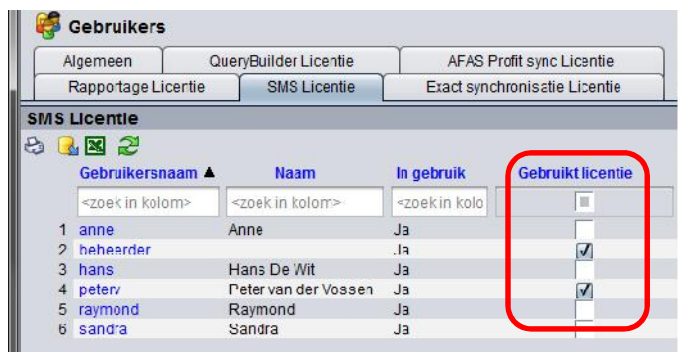 Gebruikers
Algemeen QueryBuilder Licentie AFAS Profit sync Licentie
Rapportage Licentie SMS Licentie Exact synchronisatie Licentie
SMS Licentie
Gebruikersnaam ▲ Naam In gebruik Gebruikt licentie
<zoek in kolom> <zoek in kolom> <zoek in kolo
1 anne Anne Ja
2 beheerder Ja
3 hans Hans De Wit Ja
4 peterv Peter van der Vossen Ja
5 raymond Raymond Ja
6 sandra Sandra Ja